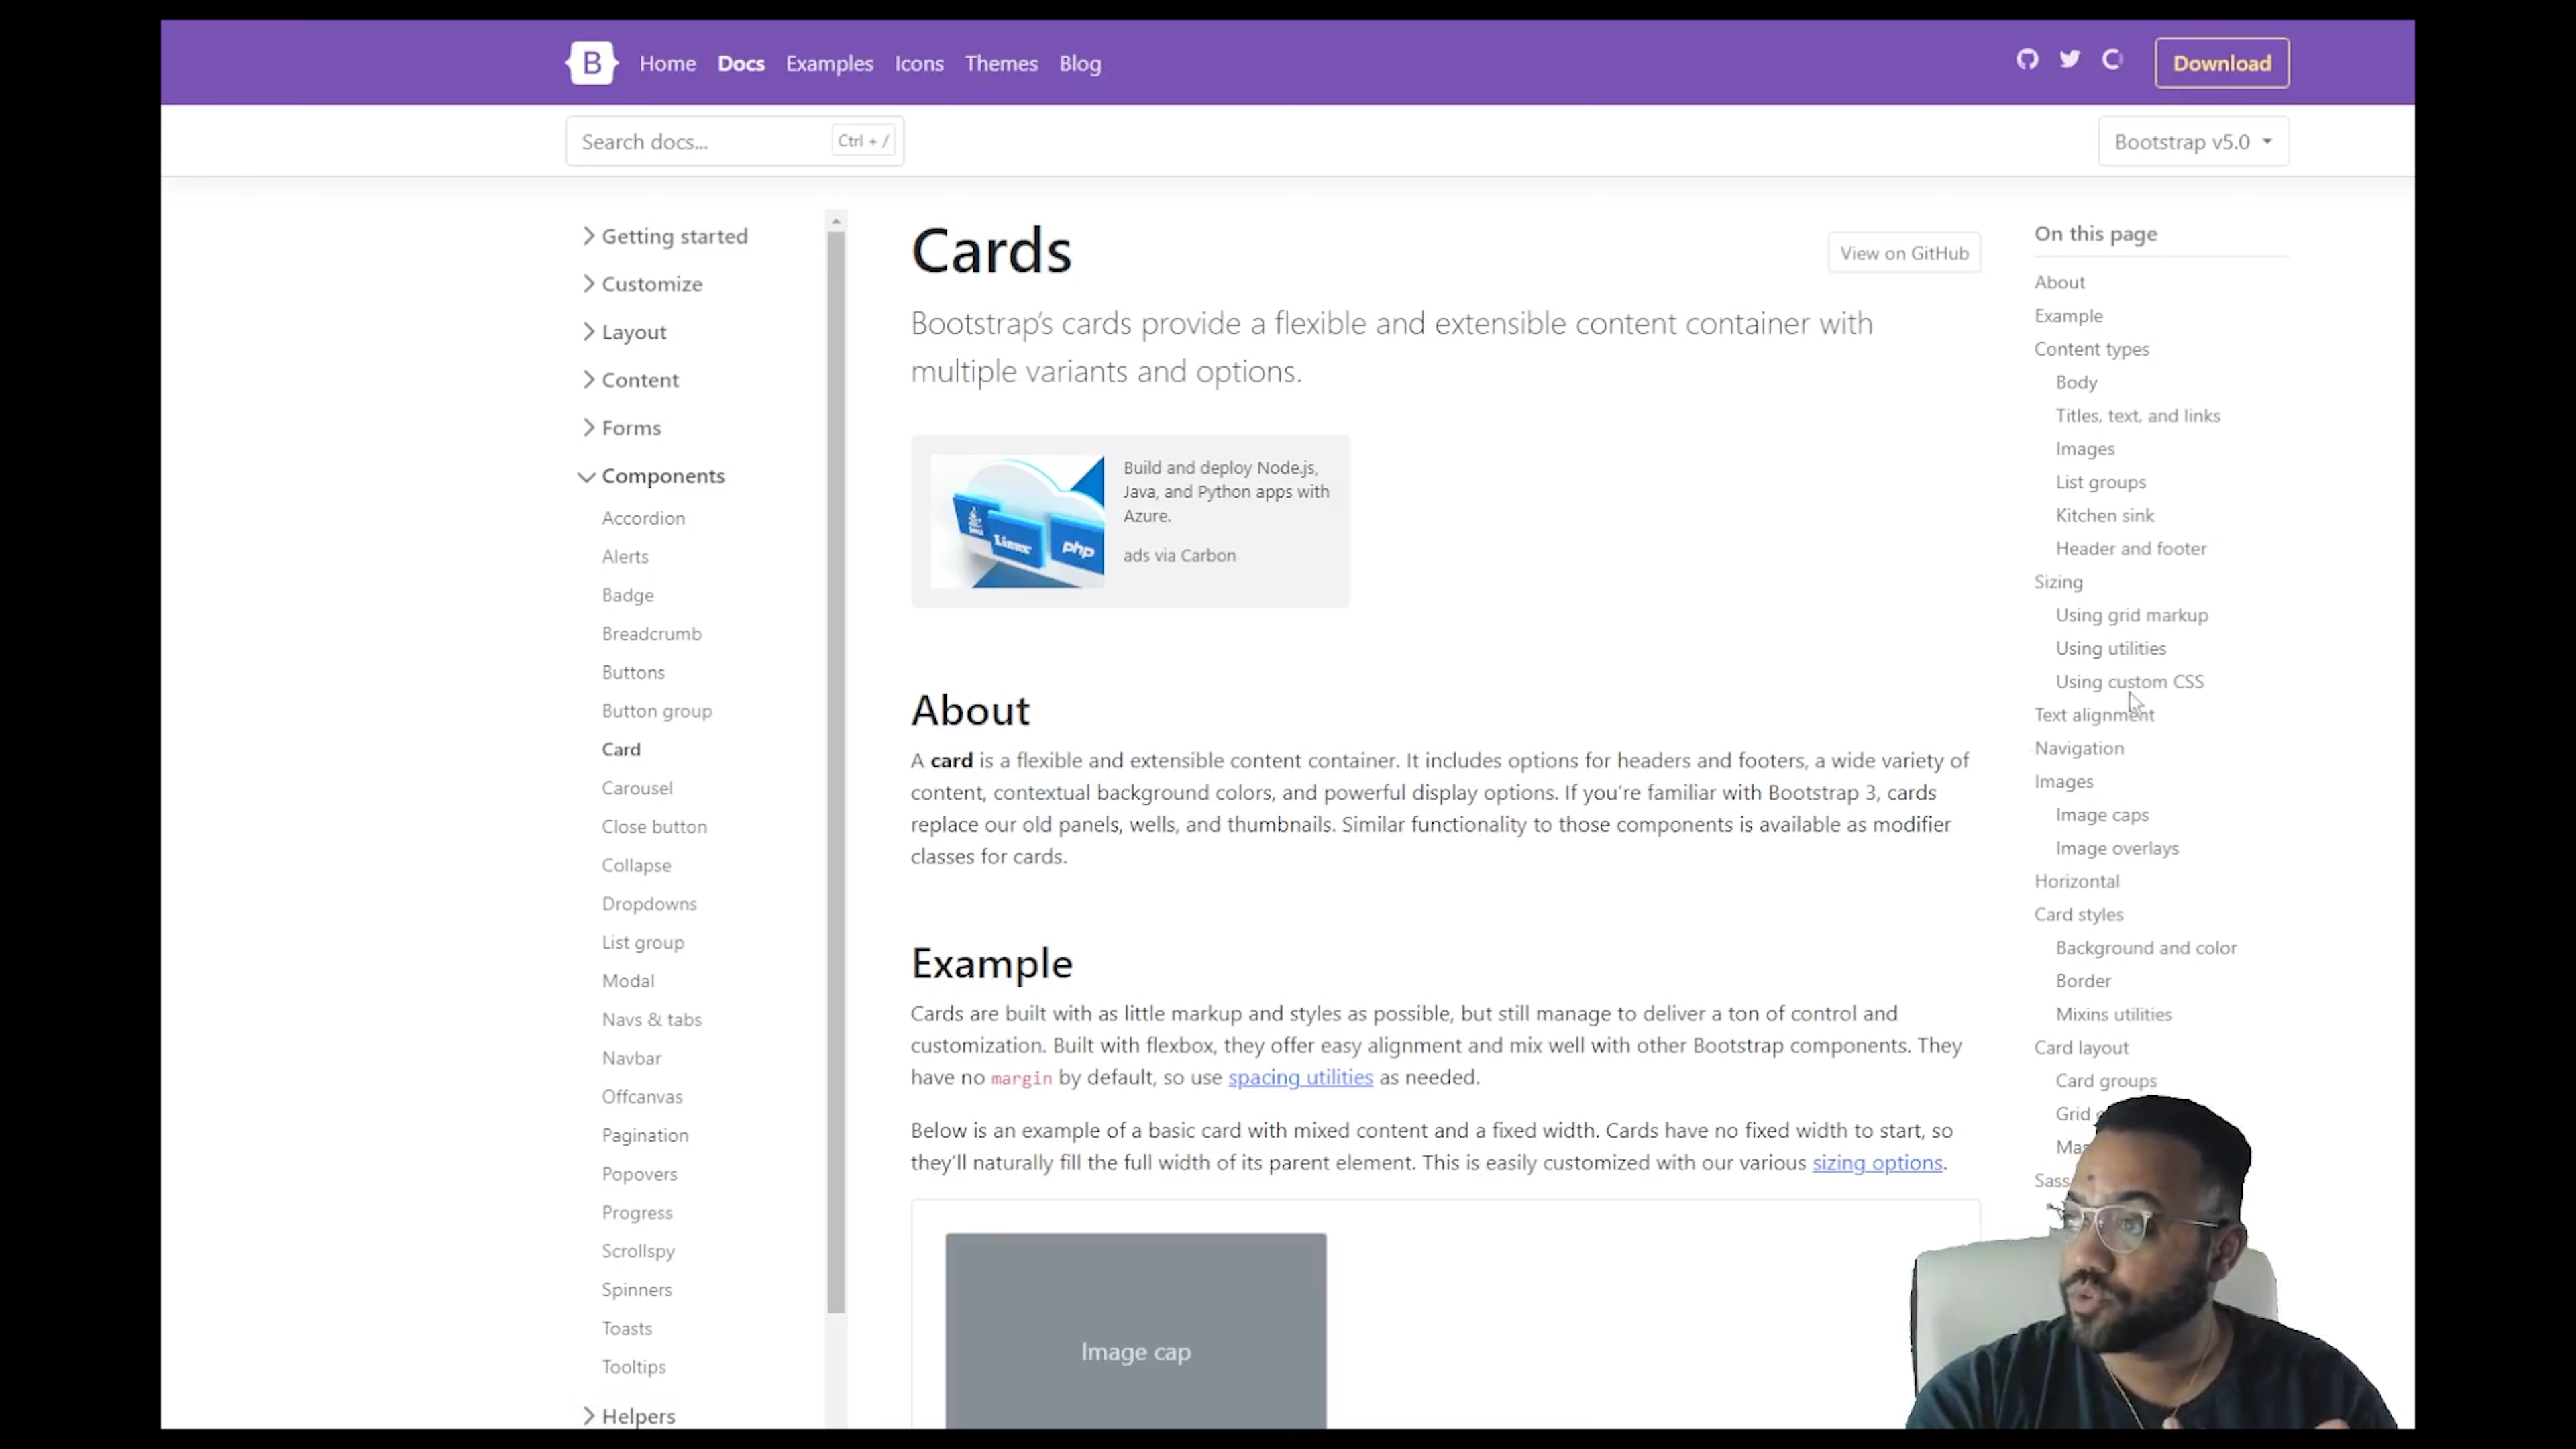 B
Home Docs Examples Icons Themes Blog
Download
Search docs... Ctrl + /
Bootstrap v5.0
Getting started
Customize
Layout
Content
Forms
Components
Accordion
Alerts
Badge
Breadcrumb
Buttons
Button group
Card
Carousel
Close button
Collapse
Dropdowns
List group
Modal
Navs & tabs
Navbar
Offcanvas
Pagination
Popovers
Progress
Scrollspy
Spinners
Toasts
Tooltips
Helpers
Cards
View on GitHub
Bootstrap's cards provide a flexible and extensible content container with
multiple variants and options.
Linux
php
Build and deploy Node.js,
Java, and Python apps with
Azure.
ads via Carbon
About
A card is a flexible and extensible content container. It includes options for headers and footers, a wide variety of
content, contextual background colors, and powerful display options. If you're familiar with Bootstrap 3, cards
replace our old panels, wells, and thumbnails. Similar functionality to those components is available as modifier
classes for cards.
Example
Cards are built with as little markup and styles as possible, but still manage to deliver a ton of control and
customization. Built with flexbox, they offer easy alignment and mix well with other Bootstrap components. They
have no margin by default, so use spacing utilities as needed.
Below is an example of a basic card with mixed content and a fixed width. Cards have no fixed width to start, so
they'll naturally fill the full width of its parent element. This is easily customized with our various sizing options.
Image cap
On this page
About
Example
Content types
Body
Titles, text, and links
Images
List groups
Kitchen sink
Header and footer
Sizing
Using grid markup
Using utilities
Using custom CSS
Text alignment
Navigation
Images
Image caps
Image overlays
Horizontal
Card styles
Background and color
Border
Mixins utilities
Card layout
Card groups
Grid
Sass